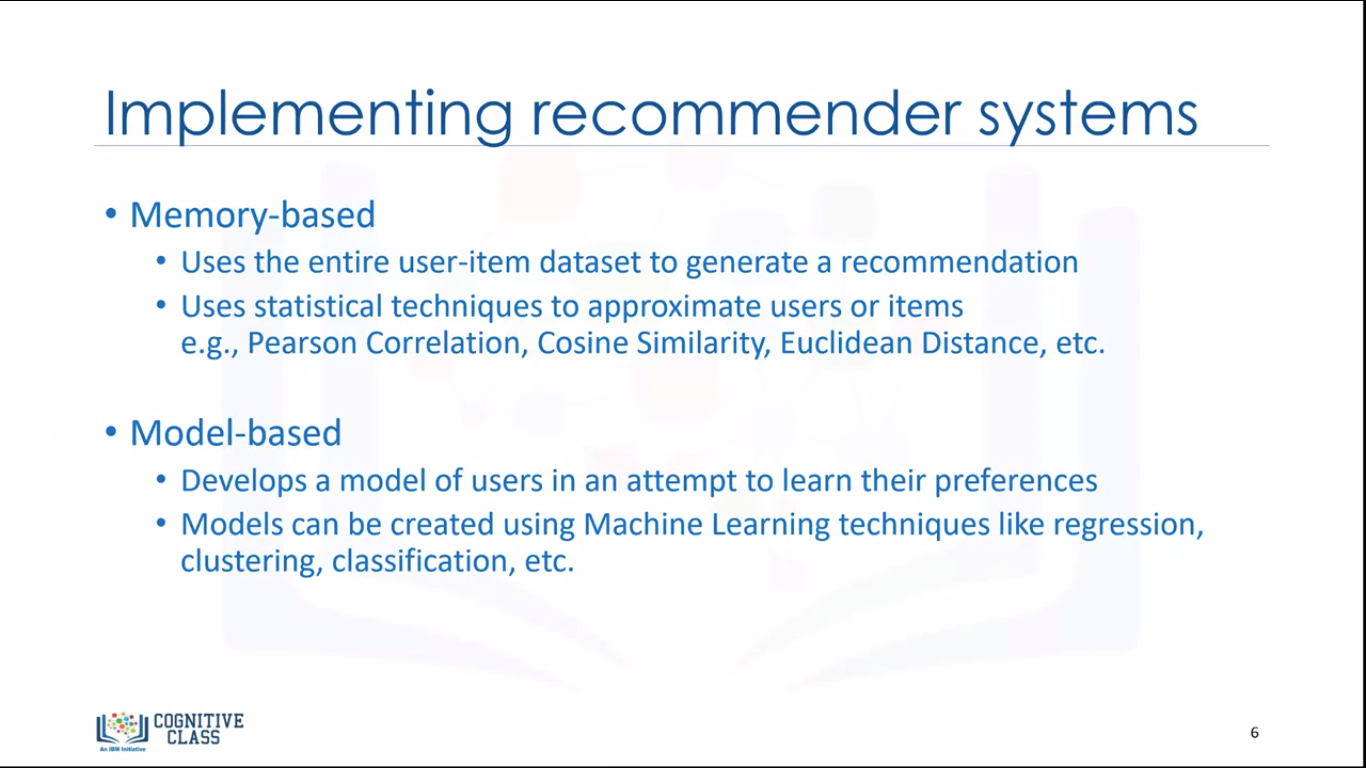 Implementing recommender systems
• Memory-based
• Uses the entire user-item dataset to generate a recommendation
• Uses statistical techniques to approximate users or items
e.g., Pearson Correlation, Cosine Similarity, Euclidean Distance, etc.
• Model-based
• Develops a model of users in an attempt to learn their preferences
• Models can be created using Machine Learning techniques like regression,
clustering, classification, etc.
COGNITIVE
CLASS
An IBM Initiative
6